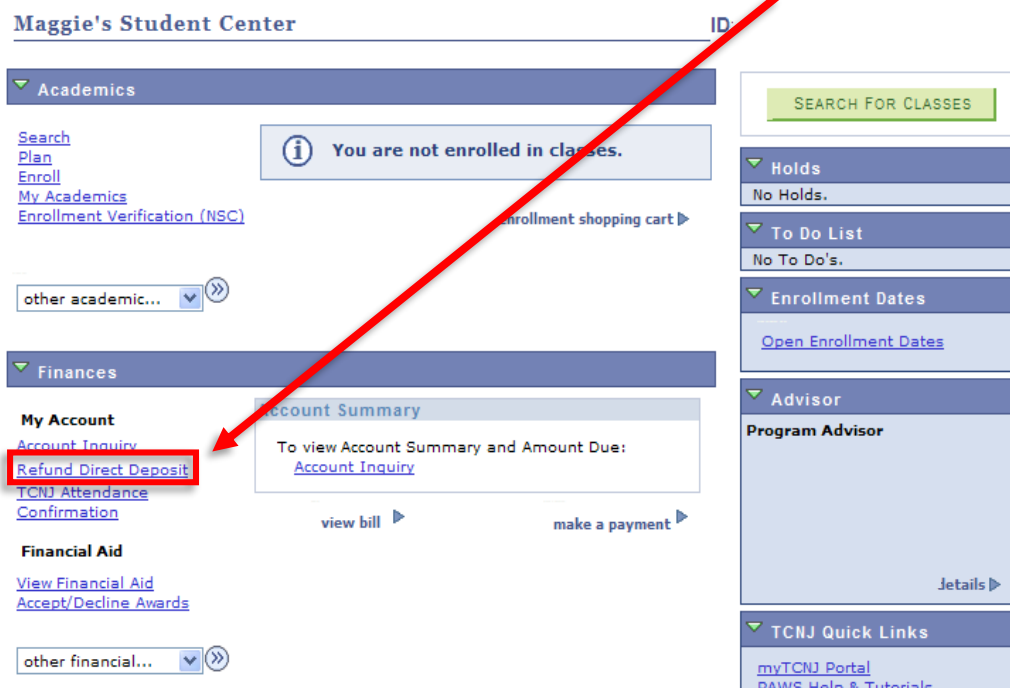 Maggie's Student Center
ID:
Academics
Search
Plan
Enroll
My Academics
Enrollment Verification (NSC)
You are not enrolled in classes.
enrollment shopping cart
other academic...
Finances
My Account
Account Inquiry
Refund Direct Deposit
TCNJ Attendance
Confirmation
Account Summary
To view Account Summary and Amount Due:
Account Inquiry
view bill
make a payment
Financial Aid
View Financial Aid
Accept/Decline Awards
other financial...
SEARCH FOR CLASSES
Holds
No Holds.
To Do List
No To Do's.
Enrollment Dates
Open Enrollment Dates
Advisor
Program Advisor
details
TCNJ Quick Links
myTCNJ Portal
PAWS Help & Tutorials